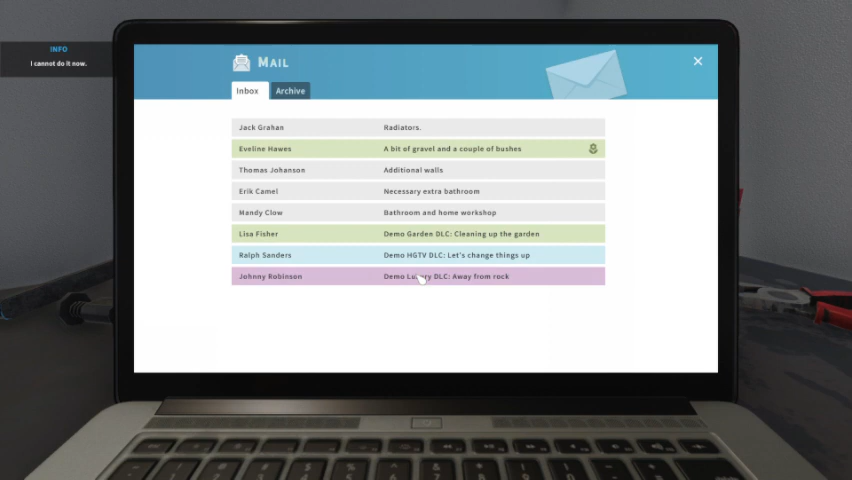 INFO
I cannot do it now.
MAIL
Inbox Archive
Jack Grahan Radiators.
Eveline Hawes A bit of gravel and a couple of bushes
Thomas Johanson Additional walls
Erik Camel Necessary extra bathroom
Mandy Clow Bathroom and home workshop
Lisa Fisher Demo Garden DLC: Cleaning up the garden
Ralph Sanders Demo HGTV DLC: Let's change things up
Johnny Robinson Demo Luxury DLC: Away from rock